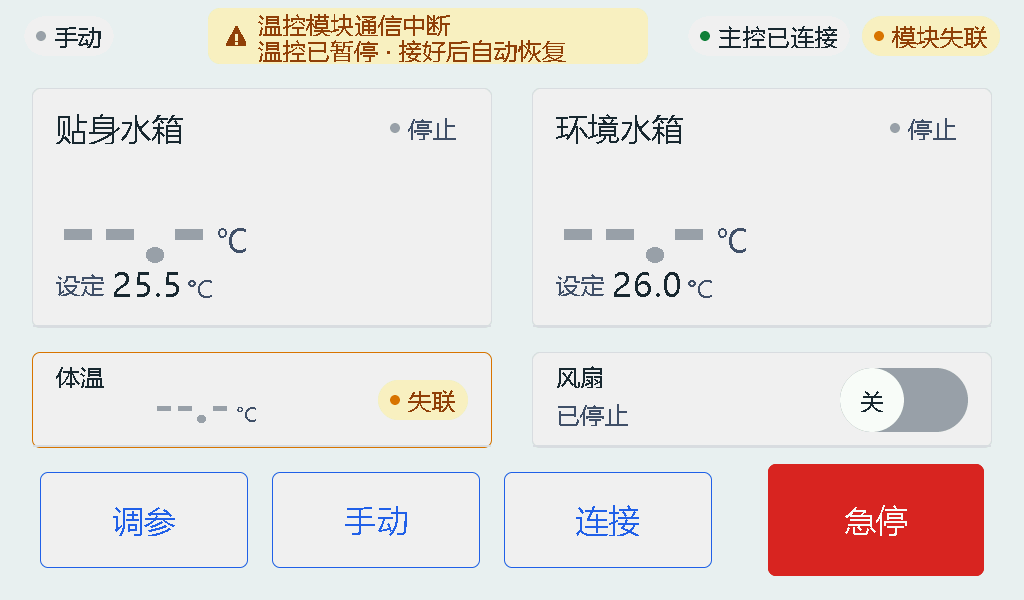 手动
温控模块通信中断
温控已暂停 · 接好后自动恢复
主控已连接
模块失联
贴身水箱
停止
--.- °C
设定 25.5 °C
环境水箱
停止
--.- °C
设定 26.0 °C
体温
--.- °C
失联
风扇
已停止
关
调参
手动
连接
急停